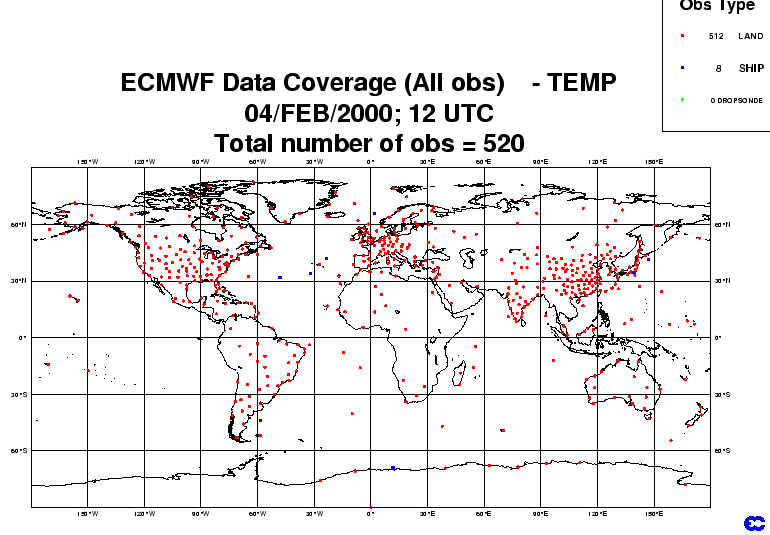 Obs Type
512 LAND
8 SHIP
0 DROPSONDE
ECMWF Data Coverage (All obs) - TEMP
04/FEB/2000; 12 UTC
Total number of obs = 520
150°W 120°W 90°W 60°W 30°W 0° 30°E 60°E 90°E 120°E 150°E
60°N 60°N
30°N 30°N
0° 0°
30°S 30°S
60°S 60°S
150°W 120°W 90°W 60°W 30°W 0° 30°E 60°E 90°E 120°E 150°E